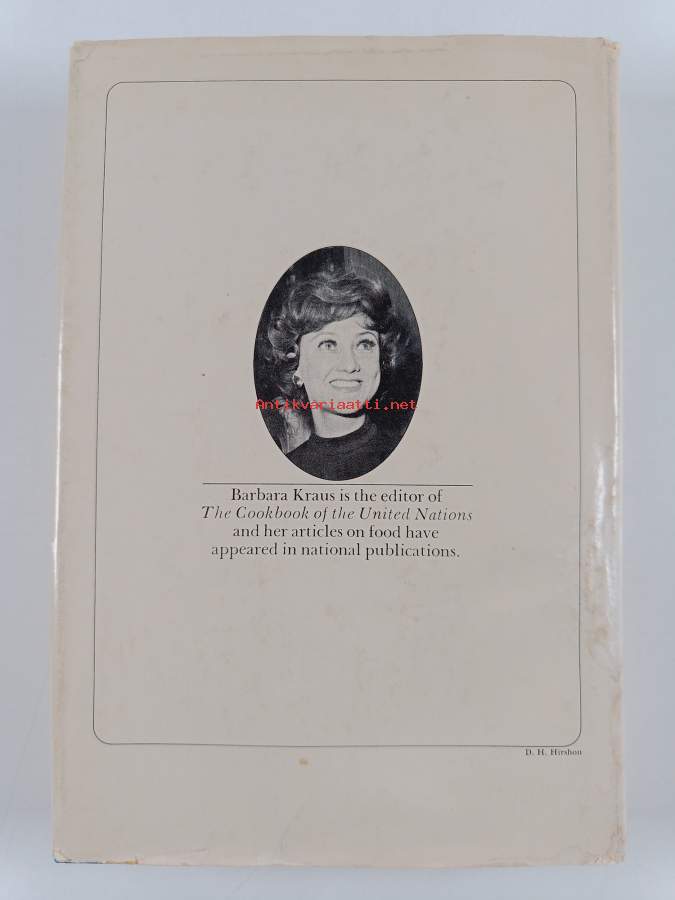 Antikvariaatti.net
Barbara Kraus is the editor of
The Cookbook of the United Nations
and her articles on food have
appeared in national publications.
D. H. Hirshon